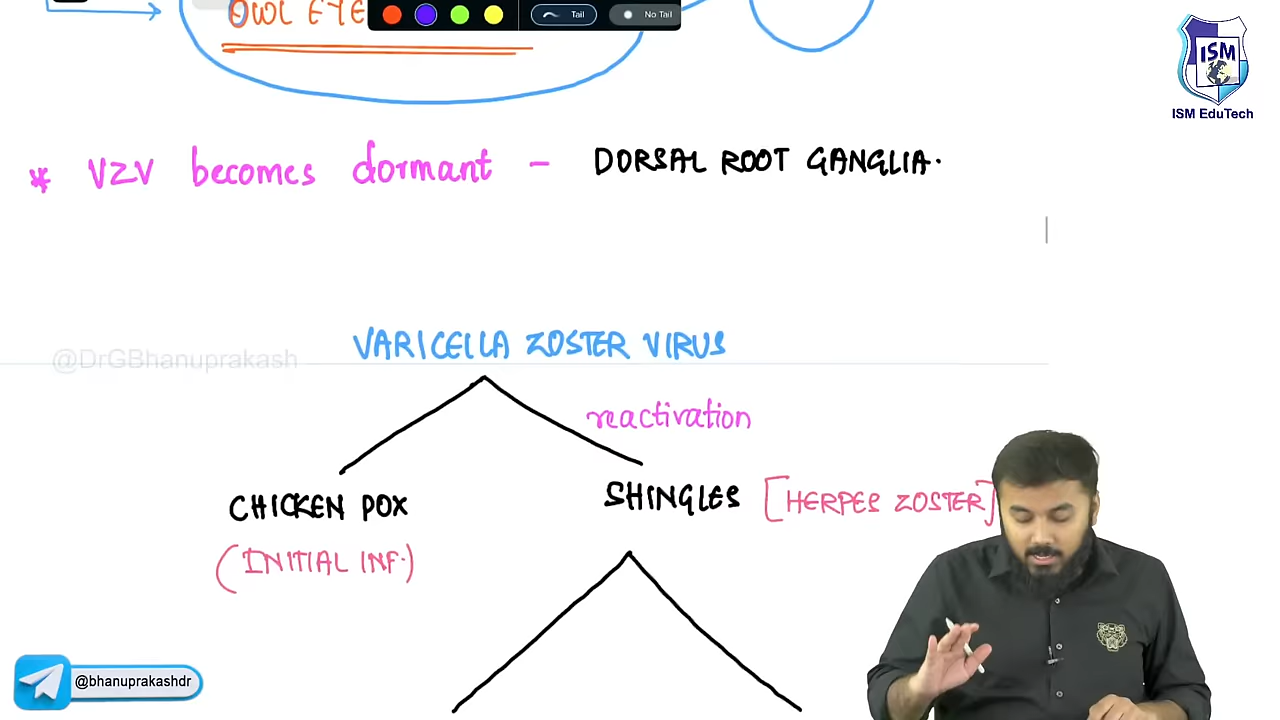 OWL EYE
Tail
No Tail
ISM
ISM EduTech
* VZV becomes dormant - DORSAL ROOT GANGLIA.
@DrGBhanuprakash
VARICELLA ZOSTER VIRUS
reactivation
CHICKEN POX
SHINGLES [HERPES ZOSTER]
(INITIAL INF.)
@bhanuprakashdr